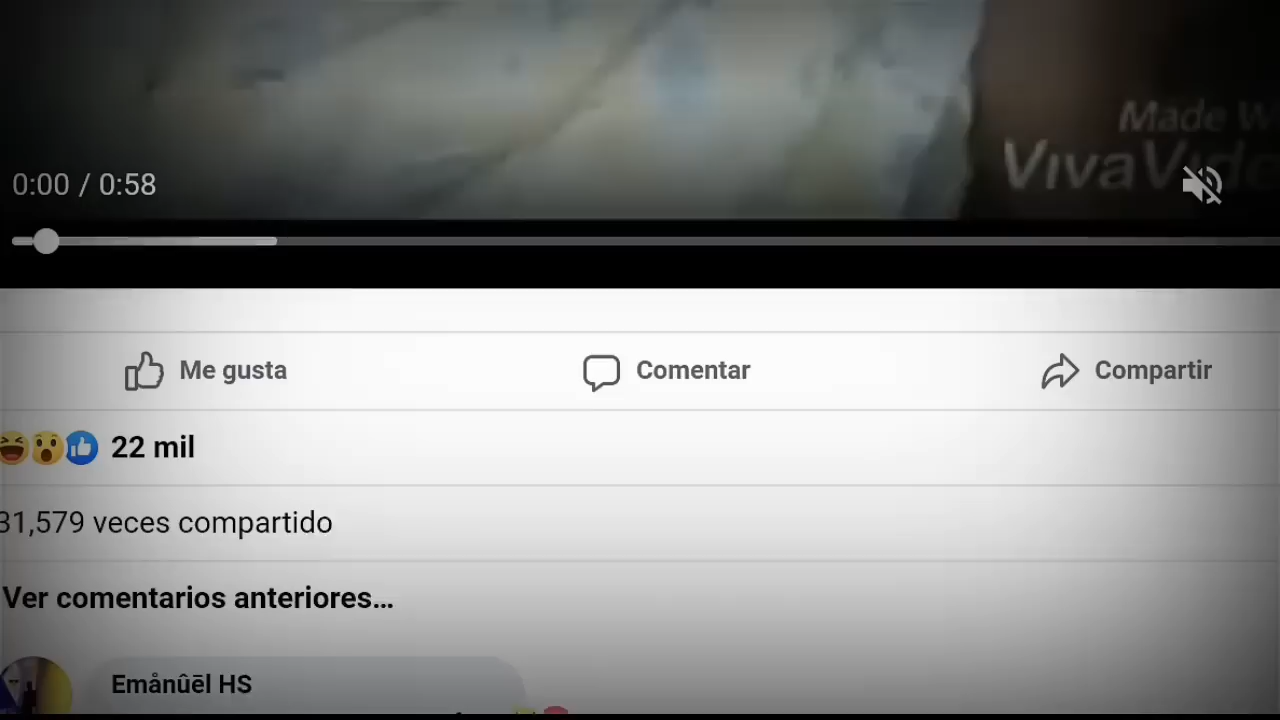 Made W
VivaVid
0:00 / 0:58
Me gusta
Comentar
Compartir
22 mil
31,579 veces compartido
Ver comentarios anteriores...
Emånûēl HS